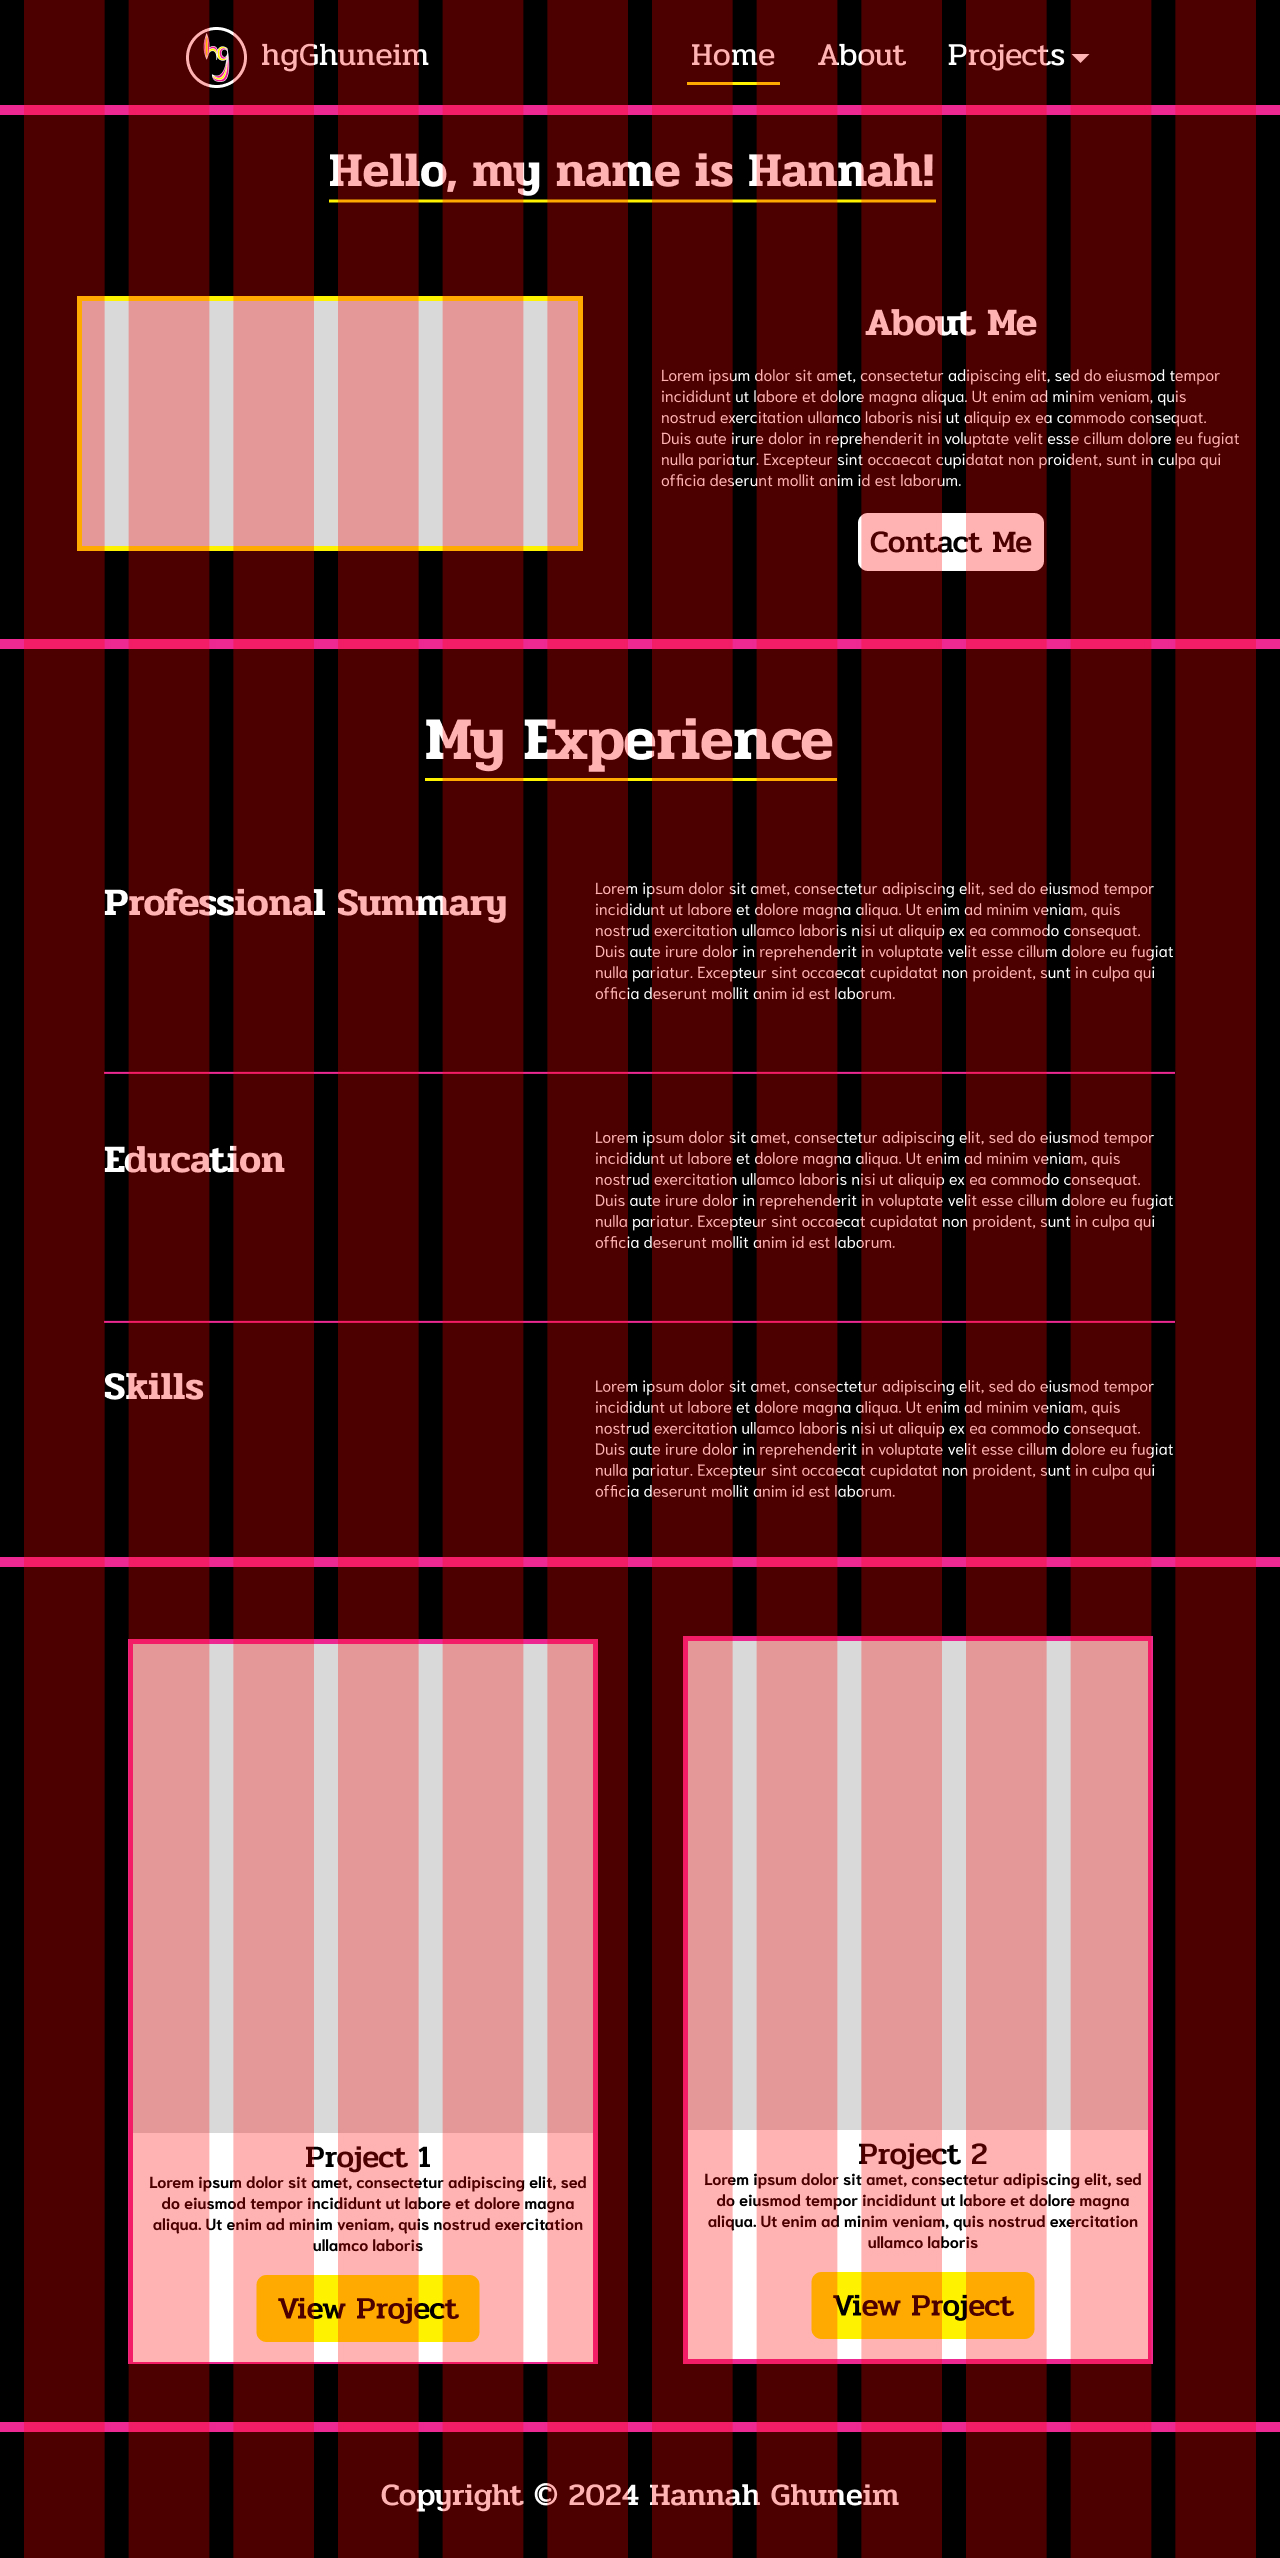 hg hgGhuneim Home About Projects
Hello, my name is Hannah!
About Me
Lorem ipsum dolor sit amet, consectetur adipiscing elit, sed do eiusmod tempor
incididunt ut labore et dolore magna aliqua. Ut enim ad minim veniam, quis
nostrud exercitation ullamco laboris nisi ut aliquip ex ea commodo consequat.
Duis aute irure dolor in reprehenderit in voluptate velit esse cillum dolore eu fugiat
nulla pariatur. Excepteur sint occaecat cupidatat non proident, sunt in culpa qui
officia deserunt mollit anim id est laborum.
Contact Me
My Experience
Professional Summary
Lorem ipsum dolor sit amet, consectetur adipiscing elit, sed do eiusmod tempor
incididunt ut labore et dolore magna aliqua. Ut enim ad minim veniam, quis
nostrud exercitation ullamco laboris nisi ut aliquip ex ea commodo consequat.
Duis aute irure dolor in reprehenderit in voluptate velit esse cillum dolore eu fugiat
nulla pariatur. Excepteur sint occaecat cupidatat non proident, sunt in culpa qui
officia deserunt mollit anim id est laborum.
Education
Lorem ipsum dolor sit amet, consectetur adipiscing elit, sed do eiusmod tempor
incididunt ut labore et dolore magna aliqua. Ut enim ad minim veniam, quis
nostrud exercitation ullamco laboris nisi ut aliquip ex ea commodo consequat.
Duis aute irure dolor in reprehenderit in voluptate velit esse cillum dolore eu fugiat
nulla pariatur. Excepteur sint occaecat cupidatat non proident, sunt in culpa qui
officia deserunt mollit anim id est laborum.
Skills
Lorem ipsum dolor sit amet, consectetur adipiscing elit, sed do eiusmod tempor
incididunt ut labore et dolore magna aliqua. Ut enim ad minim veniam, quis
nostrud exercitation ullamco laboris nisi ut aliquip ex ea commodo consequat.
Duis aute irure dolor in reprehenderit in voluptate velit esse cillum dolore eu fugiat
nulla pariatur. Excepteur sint occaecat cupidatat non proident, sunt in culpa qui
officia deserunt mollit anim id est laborum.
Project 1
Lorem ipsum dolor sit amet, consectetur adipiscing elit, sed
do eiusmod tempor incididunt ut labore et dolore magna
aliqua. Ut enim ad minim veniam, quis nostrud exercitation
ullamco laboris
View Project
Project 2
Lorem ipsum dolor sit amet, consectetur adipiscing elit, sed
do eiusmod tempor incididunt ut labore et dolore magna
aliqua. Ut enim ad minim veniam, quis nostrud exercitation
ullamco laboris
View Project
Copyright © 2024 Hannah Ghuneim